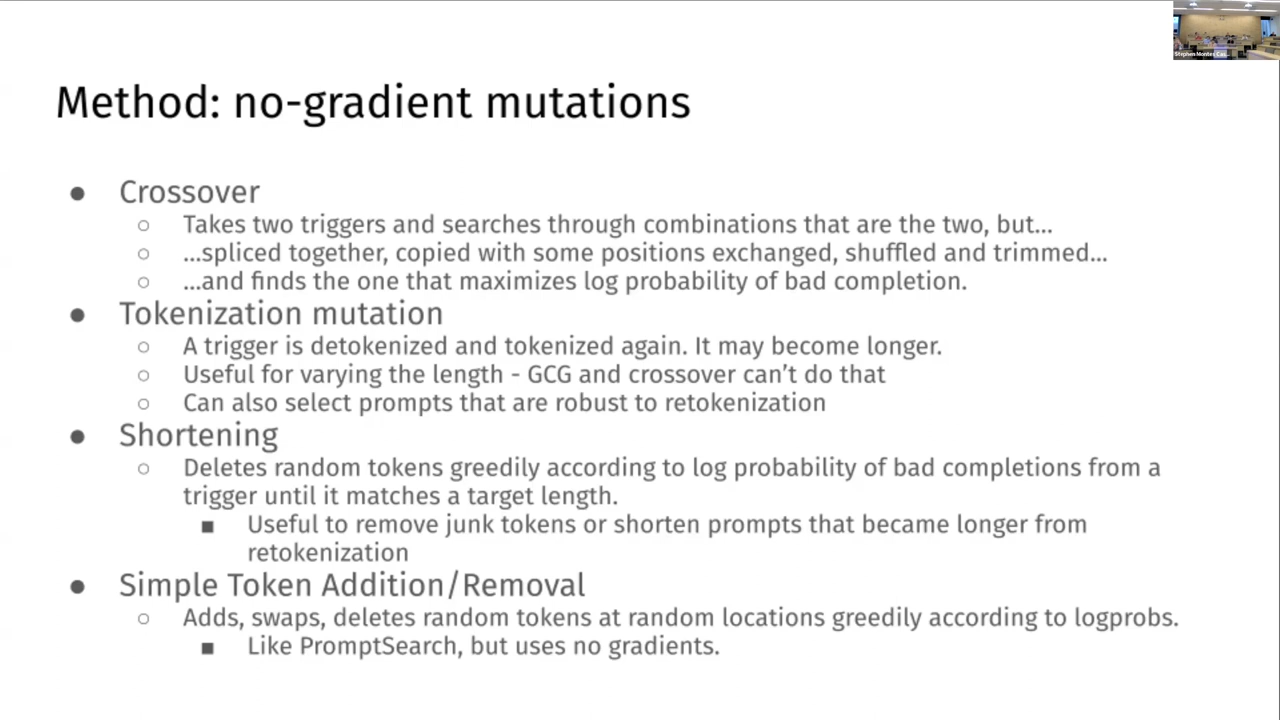 Stephen Montes Cas...
Method: no-gradient mutations
● Crossover
○ Takes two triggers and searches through combinations that are the two, but...
○ ...spliced together, copied with some positions exchanged, shuffled and trimmed...
○ ...and finds the one that maximizes log probability of bad completion.
● Tokenization mutation
○ A trigger is detokenized and tokenized again. It may become longer.
○ Useful for varying the length - GCG and crossover can’t do that
○ Can also select prompts that are robust to retokenization
● Shortening
○ Deletes random tokens greedily according to log probability of bad completions from a
trigger until it matches a target length.
■ Useful to remove junk tokens or shorten prompts that became longer from
retokenization
● Simple Token Addition/Removal
○ Adds, swaps, deletes random tokens at random locations greedily according to logprobs.
■ Like PromptSearch, but uses no gradients.